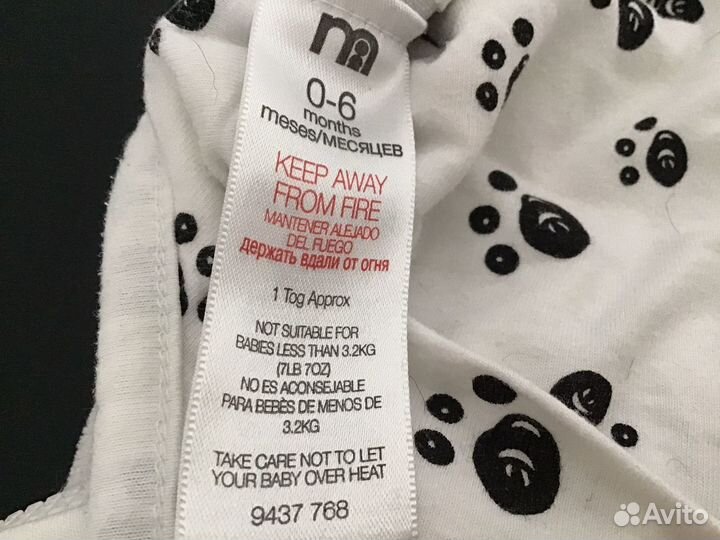 m
0-6
months
meses/МЕСЯЦЕВ
KEEP AWAY
FROM FIRE
MANTENER ALEJADO
DEL FUEGO
держать вдали от огня
1 Tog Approx
NOT SUITABLE FOR
BABIES LESS THAN 3.2KG
(7LB 7OZ)
NO ES ACONSEJABLE
PARA BEBÈS DE MENOS DE
3.2KG
TAKE CARE NOT TO LET
YOUR BABY OVER HEAT
9437 768
Avito